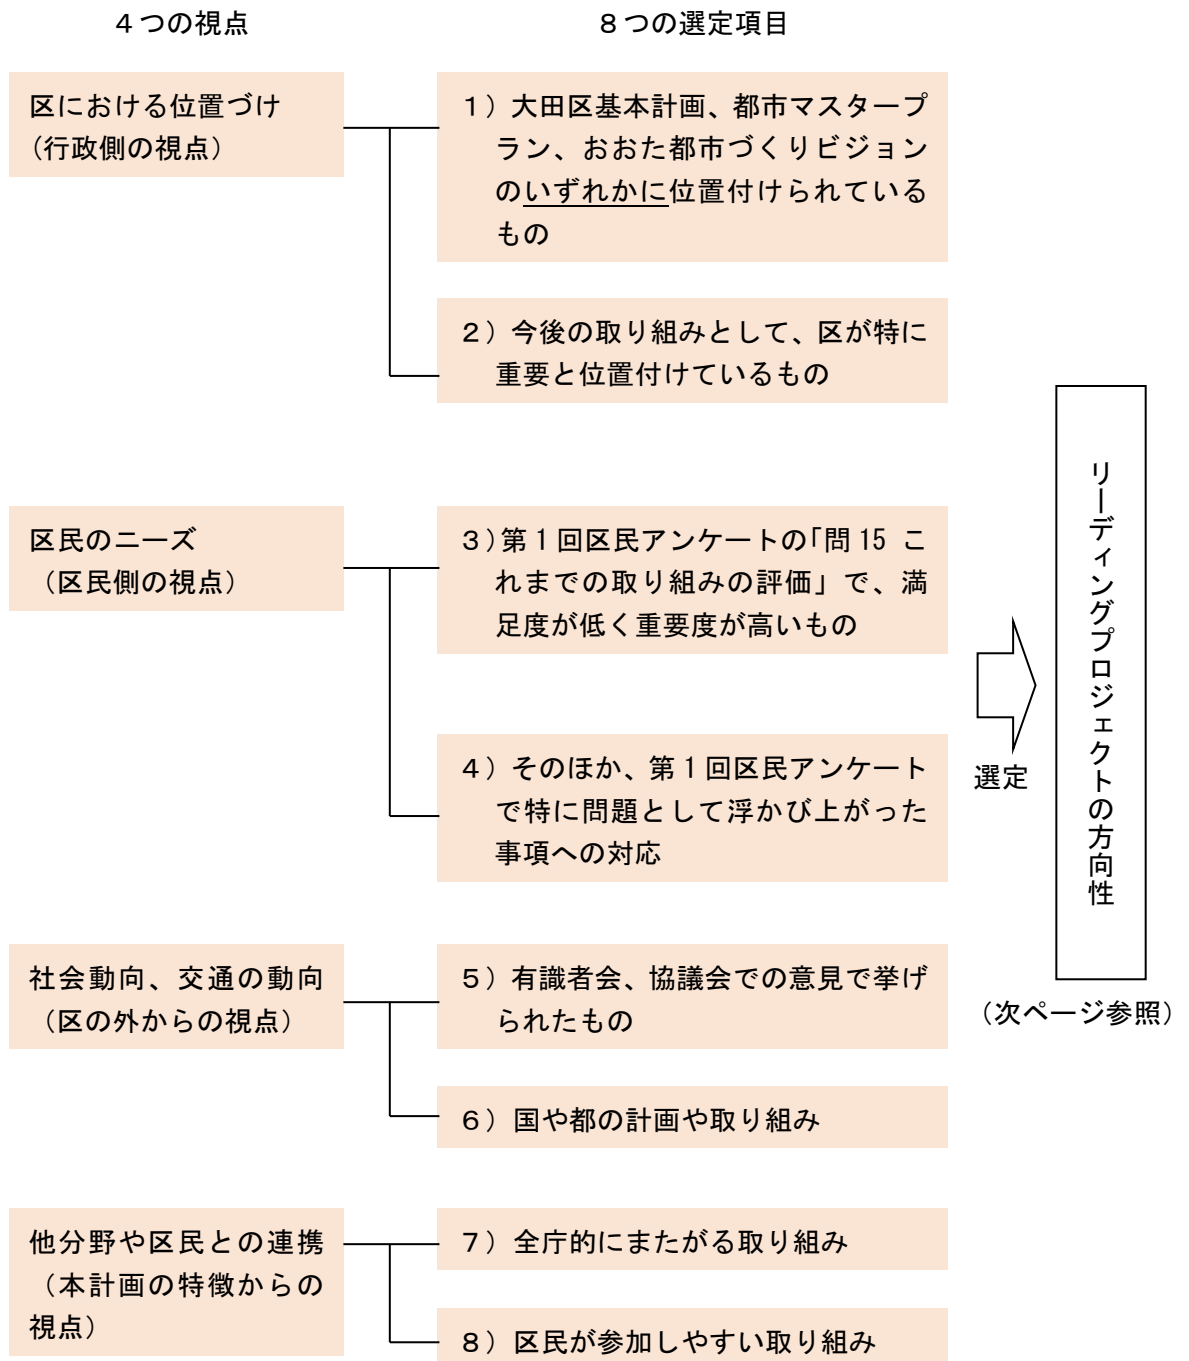 4つの視点
8つの選定項目
区における位置づけ
（行政側の視点）
1）大田区基本計画、都市マスタープ
ラン、おおた都市づくりビジョン
のいずれかに位置付けられている
もの
2）今後の取り組みとして、区が特に
重要と位置付けているもの
区民のニーズ
（区民側の視点）
3）第1回区民アンケートの「問15 こ
れまでの取り組みの評価」で、満
足度が低く重要度が高いもの
4）そのほか、第1回区民アンケート
で特に問題として浮かび上がった
事項への対応
社会動向、交通の動向
（区の外からの視点）
5）有識者会、協議会での意見で挙げ
られたもの
6）国や都の計画や取り組み
他分野や区民との連携
（本計画の特徴からの
視点）
7）全庁的にまたがる取り組み
8）区民が参加しやすい取り組み
選定
リーディングプロジェクトの方向性
（次ページ参照）